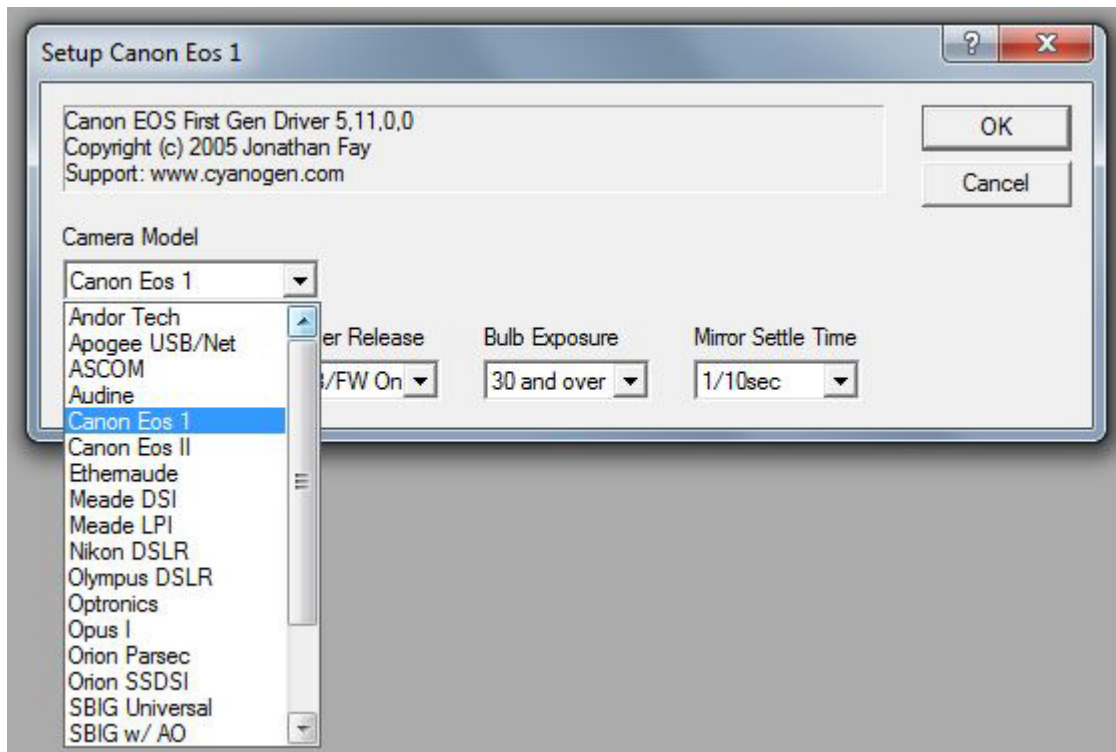 Setup Canon Eos 1
Canon EOS First Gen Driver 5,11,0,0
Copyright (c) 2005 Jonathan Fay
Support: www.cyanogen.com
OK
Cancel
Camera Model
Canon Eos 1
er Release
Bulb Exposure
Mirror Settle Time
/FW On
30 and over
1/10sec
Andor Tech
Apogee USB/Net
ASCOM
Audine
Canon Eos 1
Canon Eos II
Ethernaude
Meade DSI
Meade LPI
Nikon DSLR
Olympus DSLR
Optronics
Opus I
Orion Parsec
Orion SSDSI
SBIG Universal
SBIG w/ AO